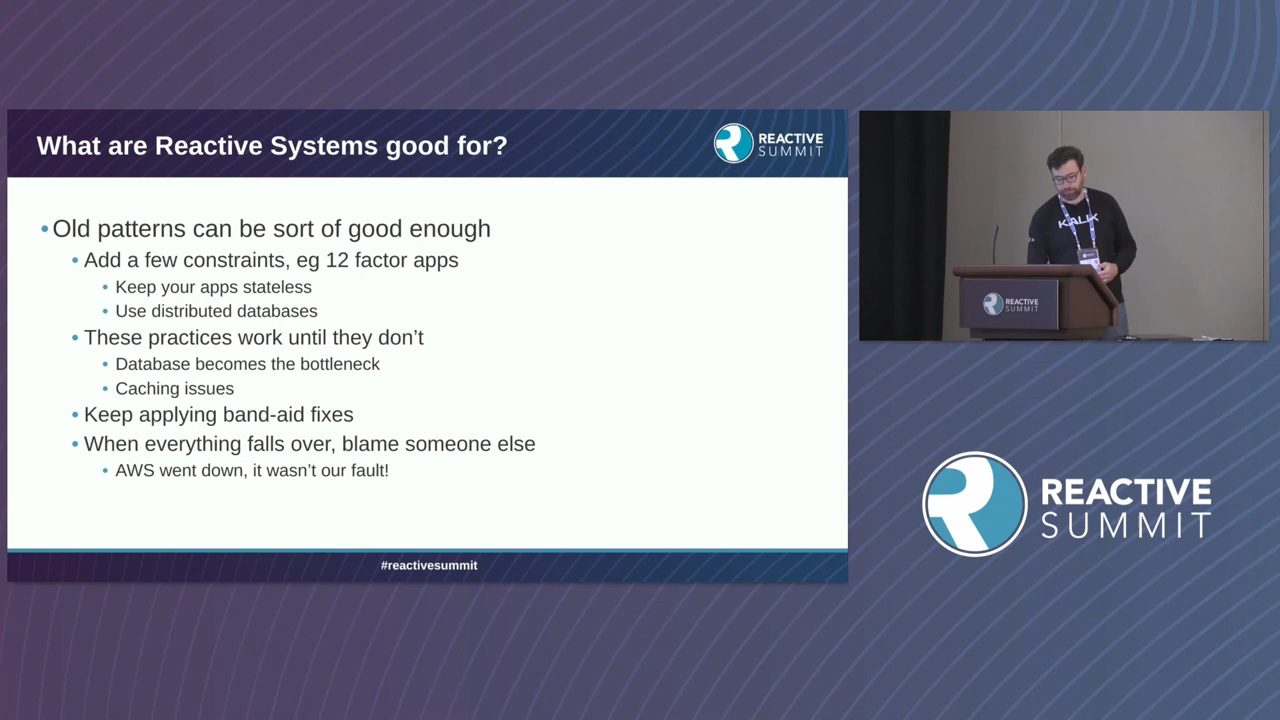 What are Reactive Systems good for?
REACTIVE
SUMMIT
• Old patterns can be sort of good enough
• Add a few constraints, eg 12 factor apps
• Keep your apps stateless
• Use distributed databases
• These practices work until they don’t
• Database becomes the bottleneck
• Caching issues
• Keep applying band-aid fixes
• When everything falls over, blame someone else
• AWS went down, it wasn’t our fault!
#reactivesummit
KALIX
REACTIVE
SUMMIT
REACTIVE
SUMMIT